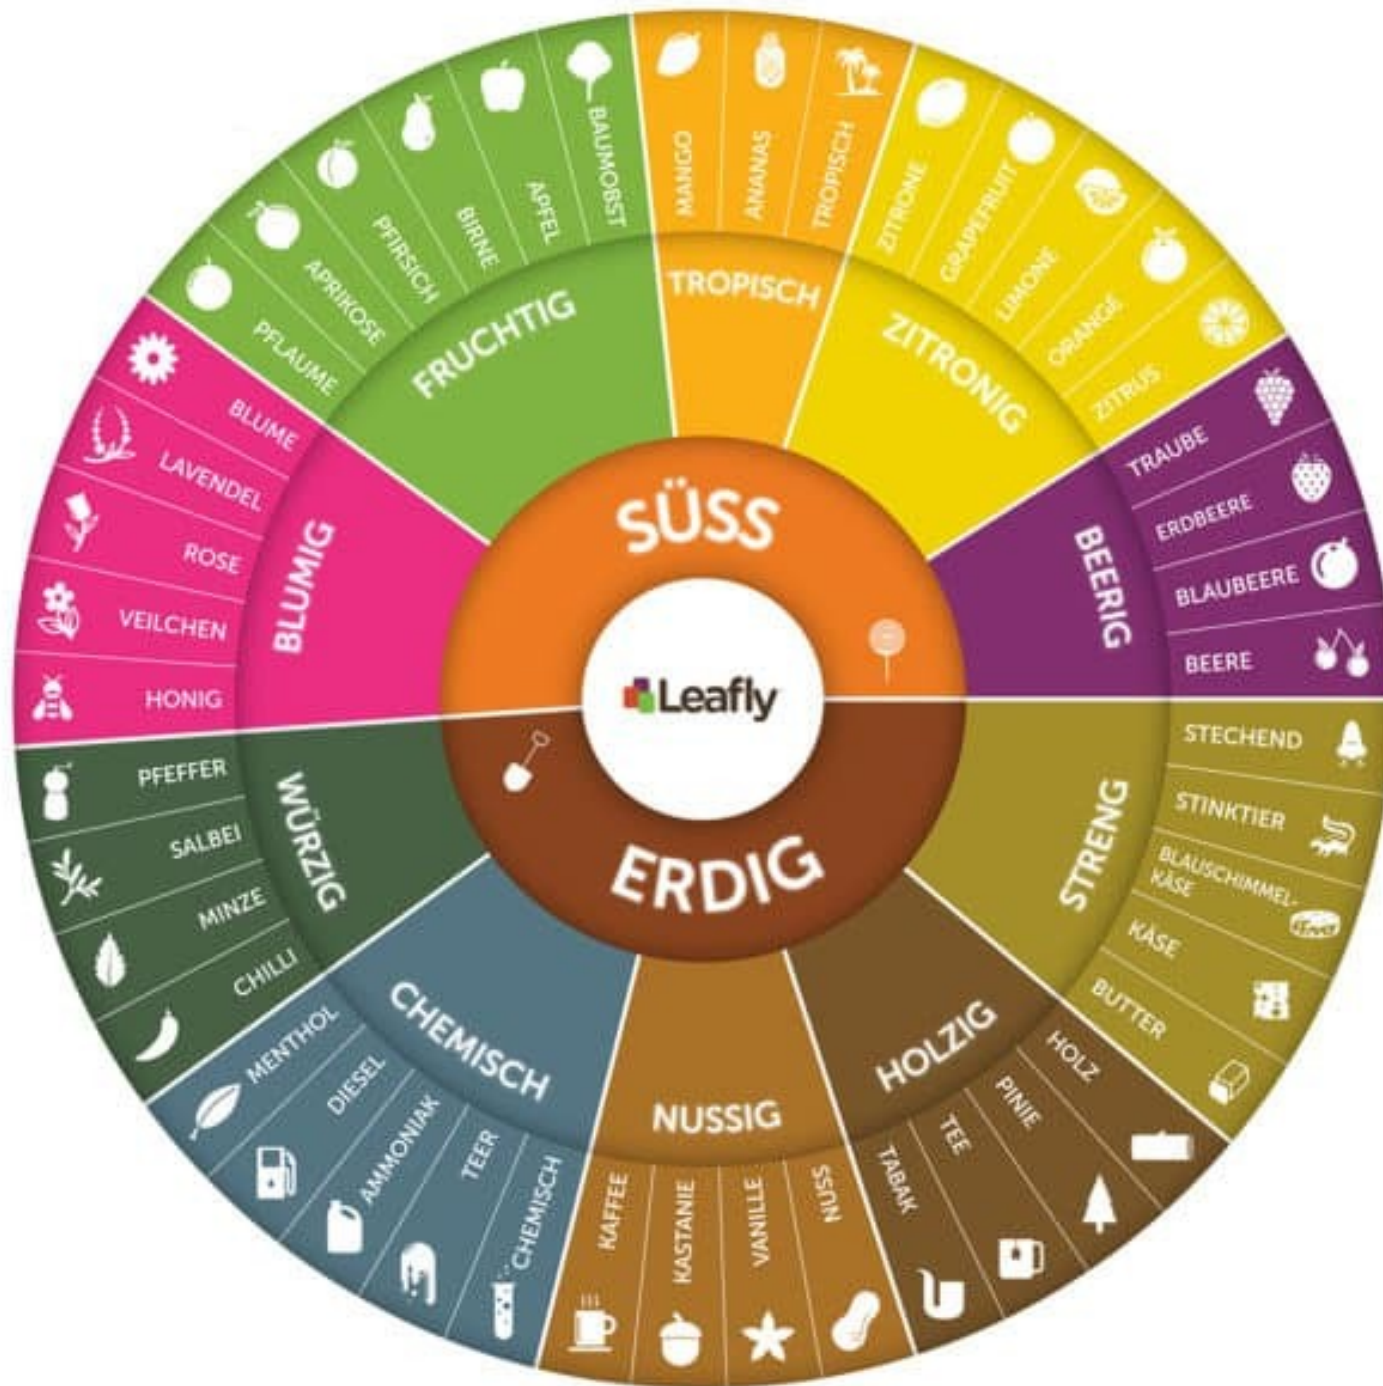 Leafly
SÜSS
ERDIG
FRUCHTIG
PFLAUME
APRIKOSE
PFIRSICH
BIRNE
APFEL
BAUMOBST
TROPISCH
MANGO
ANANAS
TROPISCH
ZITRONIG
ZITRONE
GRAPEFRUIT
LIMONE
ORANGE
ZITRUS
BEERIG
TRAUBE
ERDBEERE
BLAUBEERE
BEERE
STRENG
STECHEND
STINKTIER
BLAUSCHIMMEL-
KÄSE
KÄSE
BUTTER
HOLZIG
HOLZ
PINIE
TEE
TABAK
NUSSIG
NUSS
VANILLE
KASTANIE
KAFFEE
CHEMISCH
CHEMISCH
TEER
AMMONIAK
DIESEL
MENTHOL
WÜRZIG
CHILLI
MINZE
SALBEI
PFEFFER
BLUMIG
HONIG
VEILCHEN
ROSE
LAVENDEL
BLUME